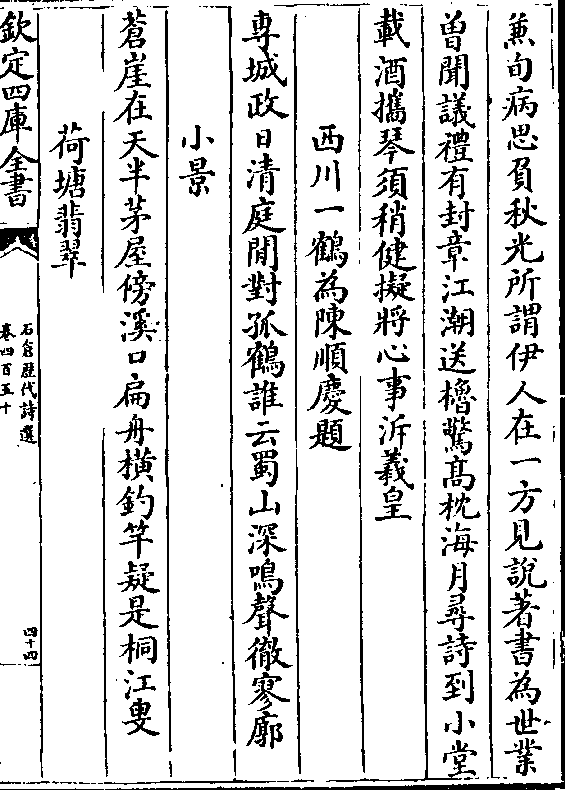 兼旬病思負秋光所謂伊人在一方見說著書為世業
曽聞議禮有封章江潮送櫓驚髙枕海月尋詩到小堂
載酒攜琴須稍健擬將心事泝羲皇
西川一鶴為陳順慶題
専城政日清庭閒對孤鶴誰云蜀山深鳴聲徹寥廓
小景
蒼崖在天半茅屋傍溪口扁舟橫釣竿疑是桐江叟
荷塘翡翠
欽定四庫全書
石倉歴代詩選
卷四百五十
四十四